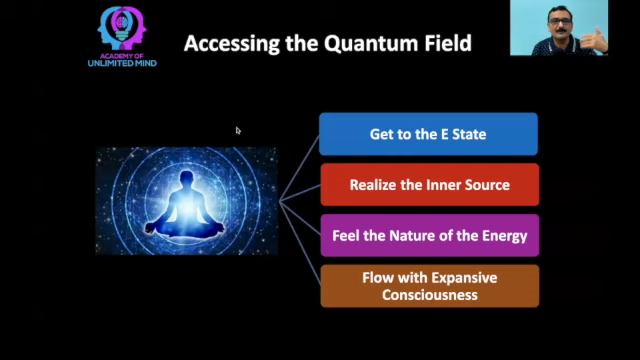 ACADEMY OF
UNLIMITED MIND
Accessing the Quantum Field
Get to the E State
Realize the Inner Source
Feel the Nature of the Energy
Flow with Expansive
Consciousness